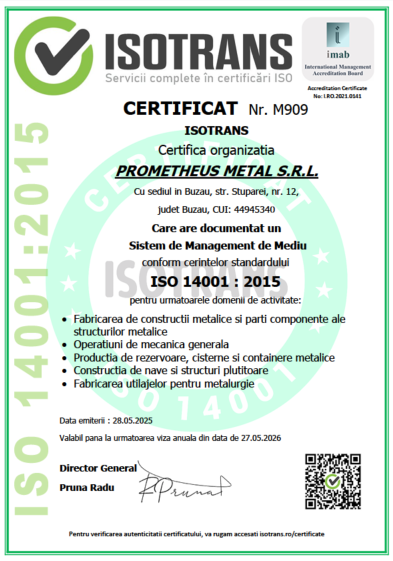 ISOTRANS
Servicii complete în certificări ISO
imab
International Management
Accreditation Board
Accreditation Certificate
No: I.RO.2021.0141
CERTIFICAT Nr. M909
ISOTRANS
Certifica organizatia
PROMETHEUS METAL S.R.L.
Cu sediul in Buzau, str. Stuparei, nr. 12,
judet Buzau, CUI: 44945340
Care are documentat un
Sistem de Management de Mediu
conform cerintelor standardului
ISO 14001 : 2015
pentru urmatoarele domenii de activitate:
• Fabricarea de constructii metalice si parti componente ale
structurilor metalice
• Operatiuni de mecanica generala
• Productia de rezervoare, cisterne si containere metalice
• Constructia de nave si structuri plutitoare
• Fabricarea utilajelor pentru metalurgie
Data emiterii : 28.05.2025
Valabil pana la urmatoarea viza anuala din data de 27.05.2026
Director General
Pruna Radu
Pentru verificarea autenticitatii certificatului, va rugam accesati isotrans.ro/certificate
ISO 14001:2015
CERTIFICAT
ISOTRANS
ISO 14001